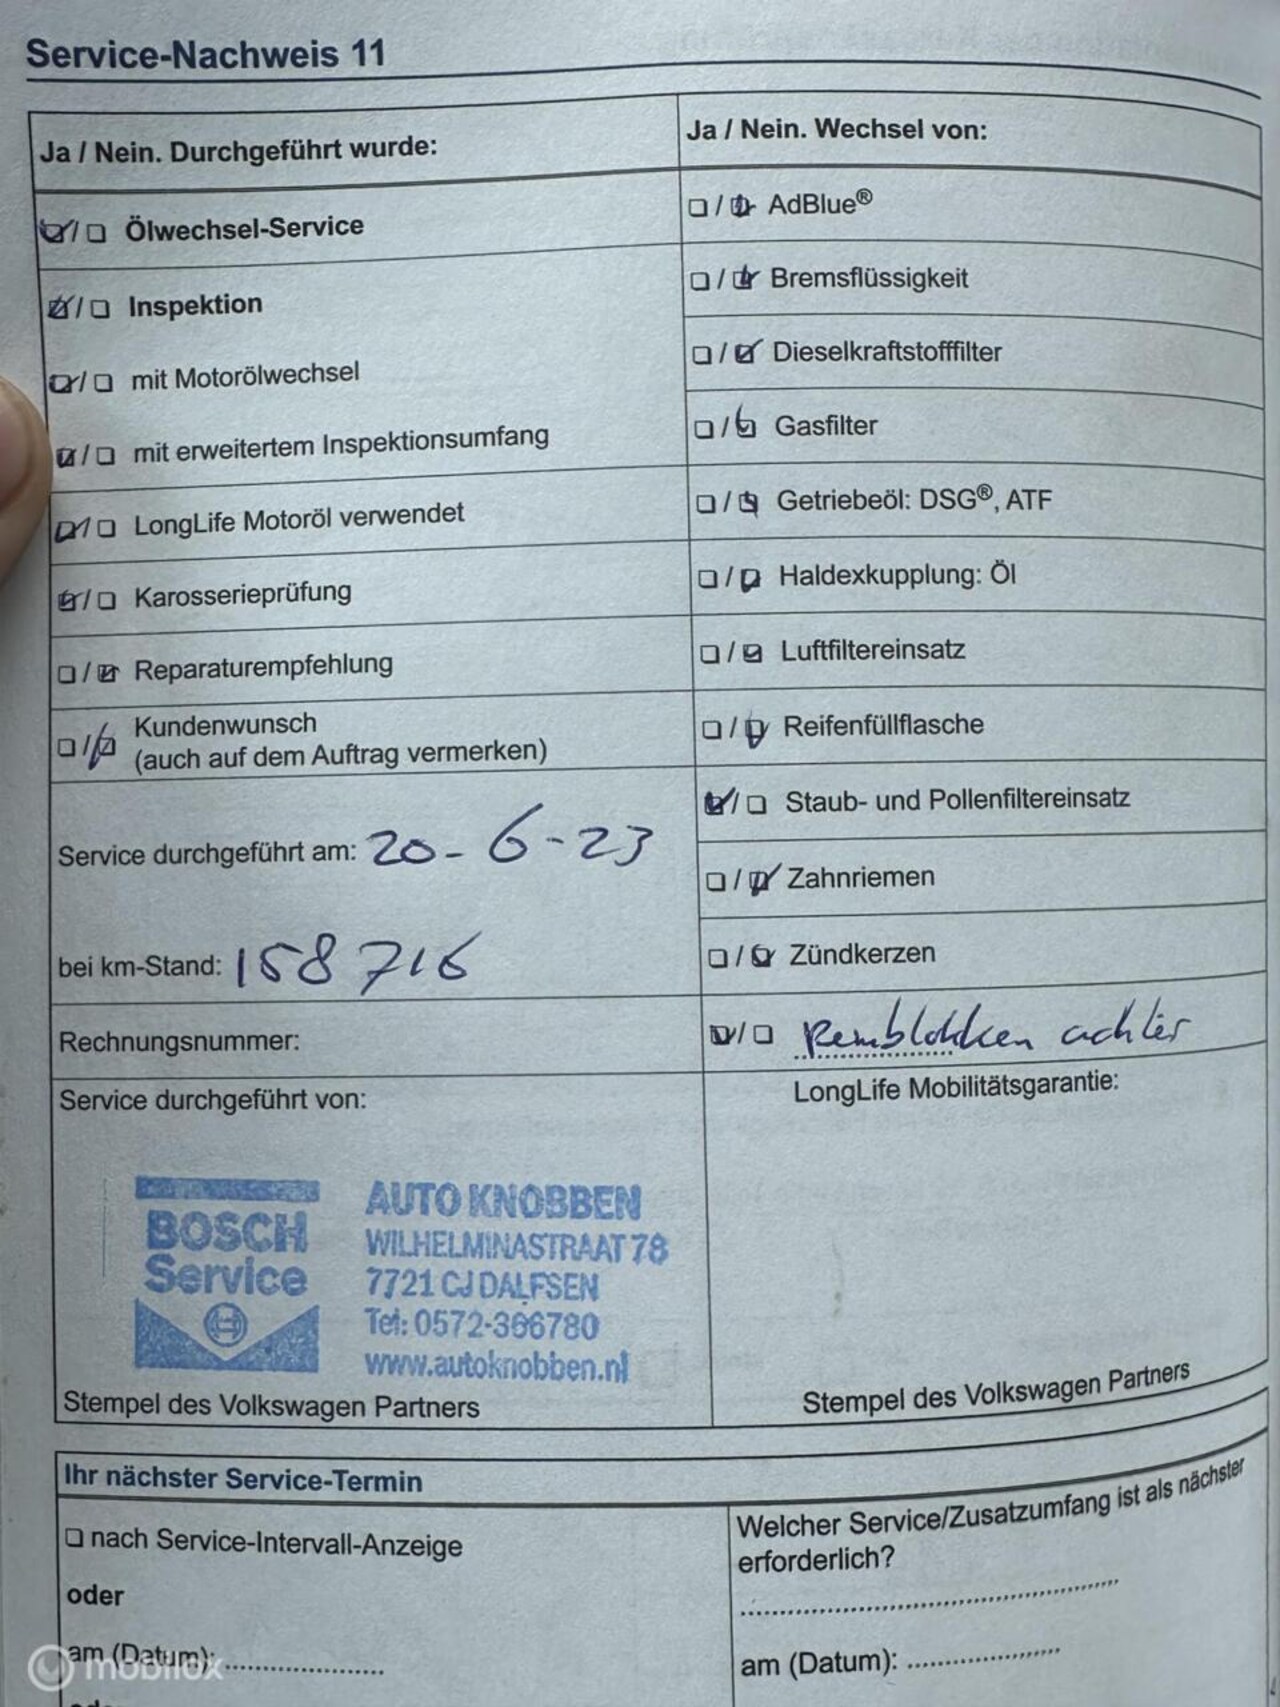 Service-Nachweis 11
Ja / Nein. Durchgeführt wurde:
☑/☐ Ölwechsel-Service
☑/☐ Inspektion
☑/☐ mit Motorölwechsel
☑/☐ mit erweitertem Inspektionsumfang
☑/☐ LongLife Motoröl verwendet
☑/☐ Karosserieprüfung
☐/☑ Reparaturempfehlung
☐/☑ Kundenwunsch
(auch auf dem Auftrag vermerken)
Service durchgeführt am: 20-6-23
bei km-Stand: 158716
Rechnungsnummer:
Service durchgeführt von:
BOSCH
Service
AUTO KNOBBEN
WILHELMINASTRAAT 78
7721 CJ DALFSEN
Tel: 0572-366780
www.autoknobben.nl
Stempel des Volkswagen Partners
Ja / Nein. Wechsel von:
☐/☑ AdBlue®
☐/☑ Bremsflüssigkeit
☐/☑ Dieselkraftstofffilter
☐/☑ Gasfilter
☐/☑ Getriebeöl: DSG®, ATF
☐/☑ Haldexkupplung: Öl
☐/☑ Luftfiltereinsatz
☐/☑ Reifenfüllflasche
☑/☐ Staub- und Pollenfiltereinsatz
☐/☑ Zahnriemen
☐/☑ Zündkerzen
☑/☐ Remblokken achter
LongLife Mobilitätsgarantie:
Stempel des Volkswagen Partners
Ihr nächster Service-Termin
☐ nach Service-Intervall-Anzeige
oder
am (Datum): ....................
oder
Welcher Service/Zusatzumfang ist als nächster
erforderlich?
am (Datum): ....................
mobilox